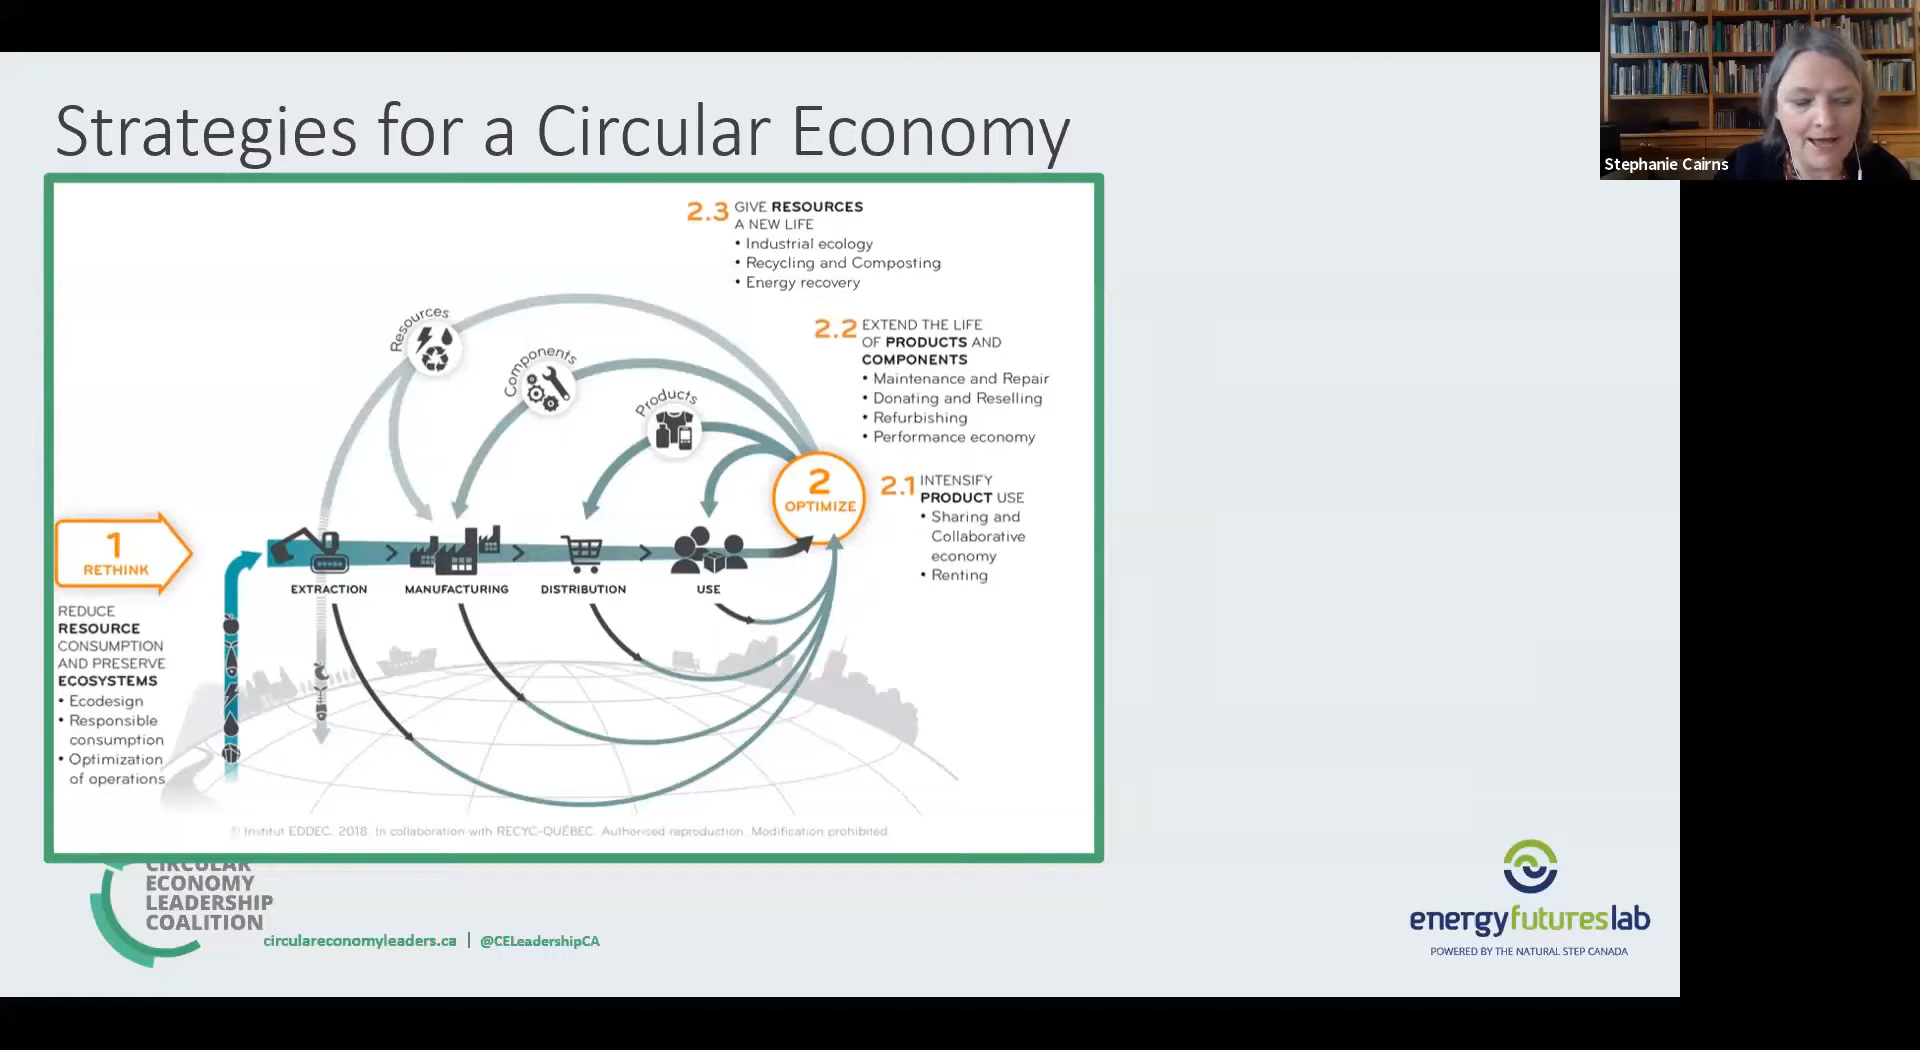 Strategies for a Circular Economy
Stephanie Cairns
2.3 GIVE RESOURCES
A NEW LIFE
• Industrial ecology
• Recycling and Composting
• Energy recovery
2.2 EXTEND THE LIFE
OF PRODUCTS AND
COMPONENTS
• Maintenance and Repair
• Donating and Reselling
• Refurbishing
• Performance economy
2.1 INTENSIFY
PRODUCT USE
• Sharing and
Collaborative
economy
• Renting
Resources
Components
Products
2
OPTIMIZE
1
RETHINK
EXTRACTION
MANUFACTURING
DISTRIBUTION
USE
REDUCE
RESOURCE
CONSUMPTION
AND PRESERVE
ECOSYSTEMS
• Ecodesign
• Responsible
consumption
• Optimization
of operations
© Institut EDDEC, 2018. In collaboration with RECYC-QUÉBEC. Authorised reproduction. Modification prohibited.
CIRCULAR
ECONOMY
LEADERSHIP
COALITION
circulareconomyleaders.ca | @CELeadershipCA
energyfutureslab
POWERED BY THE NATURAL STEP CANADA